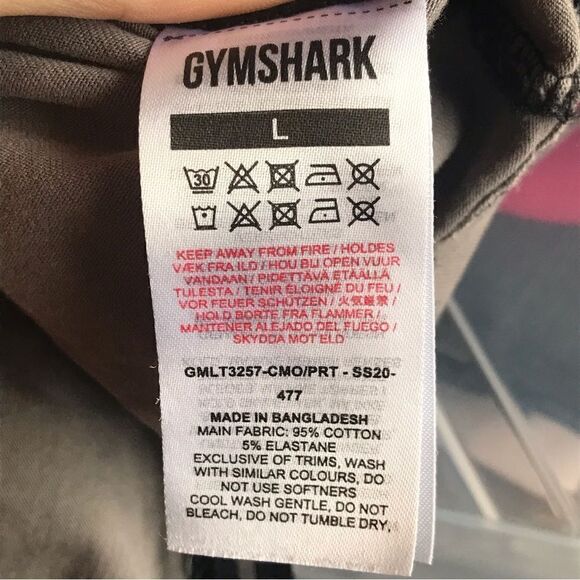 GYMSHARK
L
30
KEEP AWAY FROM FIRE / HOLDES
VÆK FRA ILD / HOU BIJ OPEN VUUR
VANDAAN / PIDETTÄVÄ ETÄÄLLÄ
TULESTA / TENIR ÉLOIGNÉ DU FEU /
VOR FEUER SCHÜTZEN / 火気厳禁 /
HOLD BORTE FRA FLAMMER /
MANTENER ALEJADO DEL FUEGO /
SKYDDA MOT ELD
GMLT3257-CMO/PRT - SS20-
477
MADE IN BANGLADESH
MAIN FABRIC: 95% COTTON
5% ELASTANE
EXCLUSIVE OF TRIMS, WASH
WITH SIMILAR COLOURS, DO
NOT USE SOFTNERS
COOL WASH GENTLE, DO NOT
BLEACH, DO NOT TUMBLE DRY,